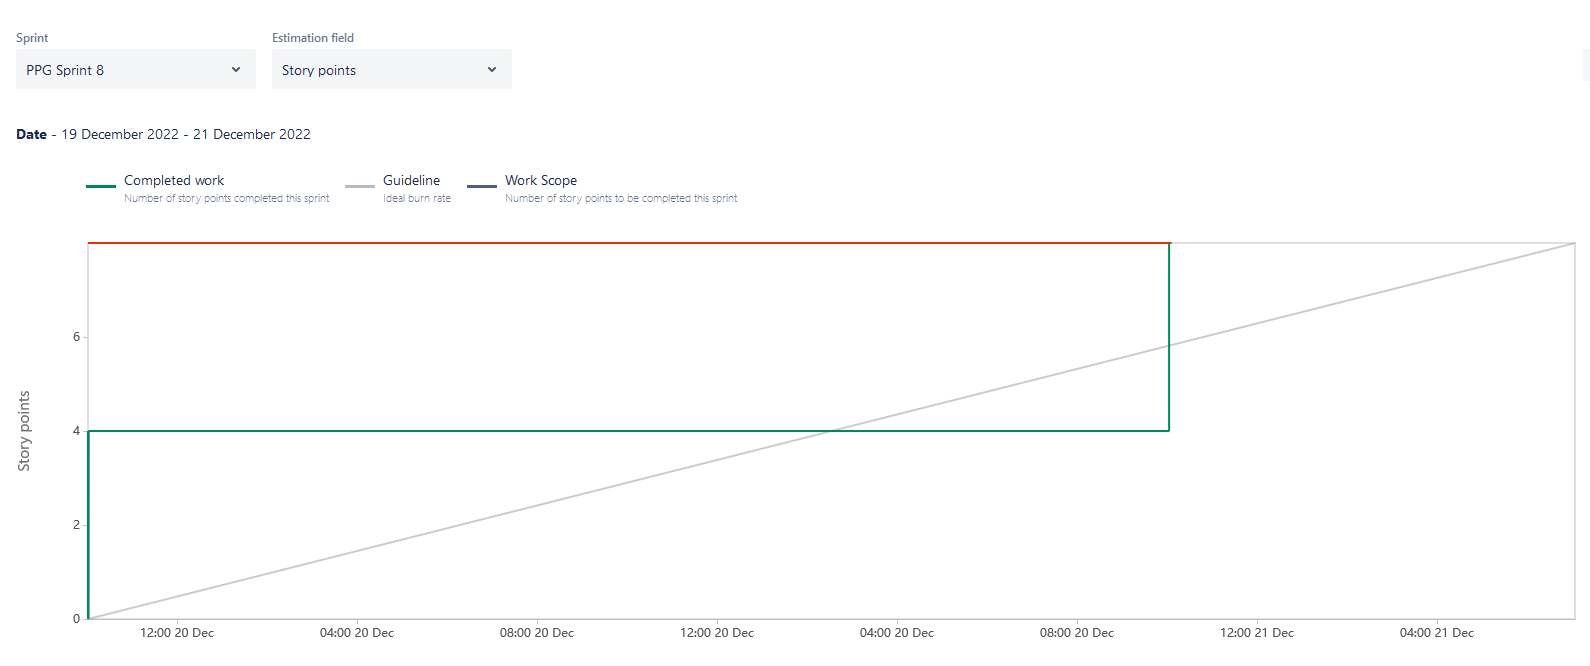 Sprint
Estimation field
PPG Sprint 8
Story points
Date - 19 December 2022 - 21 December 2022
Completed work
Number of story points completed this sprint
Guideline
Ideal burn rate
Work Scope
Number of story points to be completed this sprint
Story points
6
4
2
0
12:00 20 Dec
04:00 20 Dec
08:00 20 Dec
12:00 20 Dec
04:00 20 Dec
08:00 20 Dec
12:00 21 Dec
04:00 21 Dec